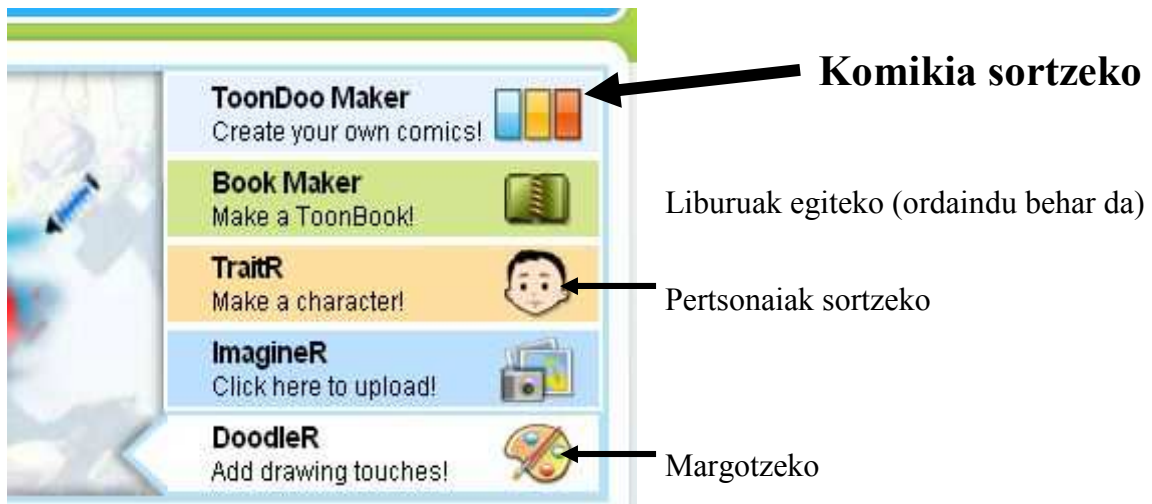 ToonDoo Maker
Create your own comics!
Komikia sortzeko
Book Maker
Make a ToonBook!
Liburuak egiteko (ordaindu behar da)
TraitR
Make a character!
Pertsonaiak sortzeko
ImagineR
Click here to upload!
DoodleR
Add drawing touches!
Margotzeko